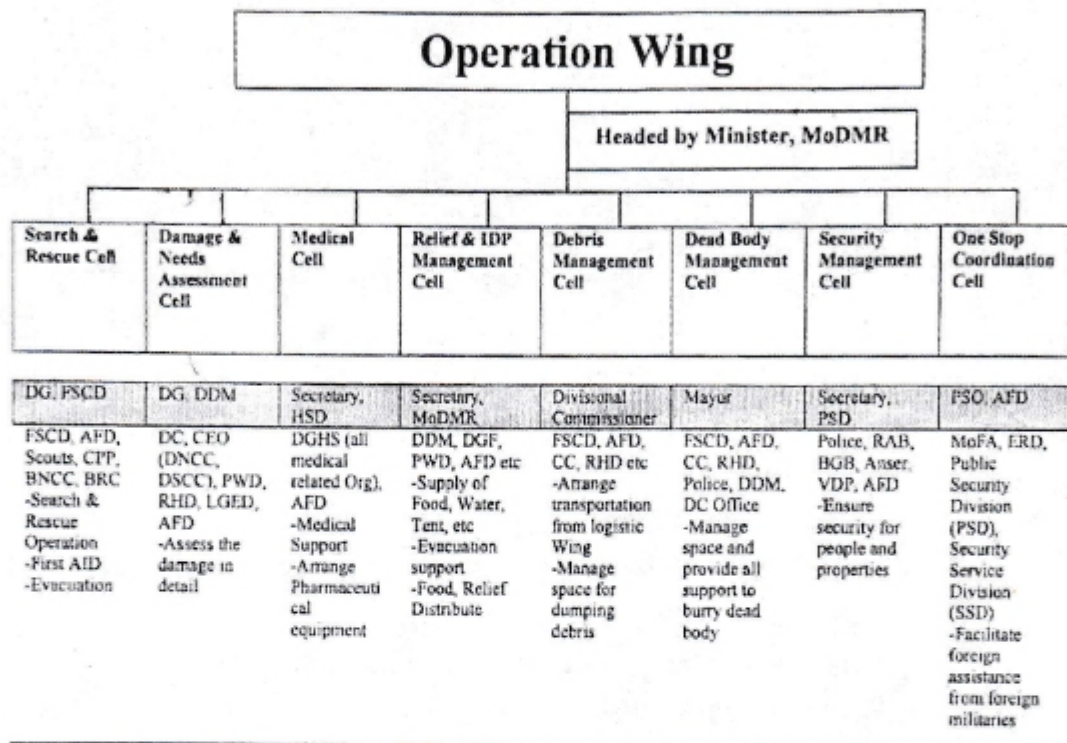 Operation Wing
Headed by Minister, MoDMR
Search &
Rescue Cell
Damage &
Needs
Assessment
Cell
Medical
Cell
Relief & IDP
Management
Cell
Debris
Management
Cell
Dead Body
Management
Cell
Security
Management
Cell
One Stop
Coordination
Cell
DG, FSCD
DG, DDM
Secretary,
HSD
Secretary,
MoDMR
Divisional
Commissioner
Mayor
Secretary,
PSD
PSO, AFD
FSCD, AFD,
Scouts, CPP,
BNCC, BRC
-Search &
Rescue
Operation
-First AID
-Evacuation
DC, CEO
(DNCC,
DSCC), PWD,
RHD, LGED,
AFD
-Assess the
damage in
detail
DGHS (all
medical
related Org),
AFD
-Medical
Support
-Arrange
Pharmaceuti
cal
equipment
DDM, DGF,
PWD, AFD etc
-Supply of
Food, Water,
Tent, etc
-Evacuation
support
-Food, Relief
Distribute
FSCD, AFD,
CC, RHD etc
-Arrange
transportation
from logistic
Wing
-Manage
space for
dumping
debris
FSCD, AFD,
CC, RHD,
Police, DDM,
DC Office
-Manage
space and
provide all
support to
burry dead
body
Police, RAB,
BGB, Anser,
VDP, AFD
-Ensure
security for
people and
properties
MoFA, ERD,
Public
Security
Division
(PSD),
Security
Service
Division
(SSD)
-Facilitate
foreign
assistance
from foreign
militaries